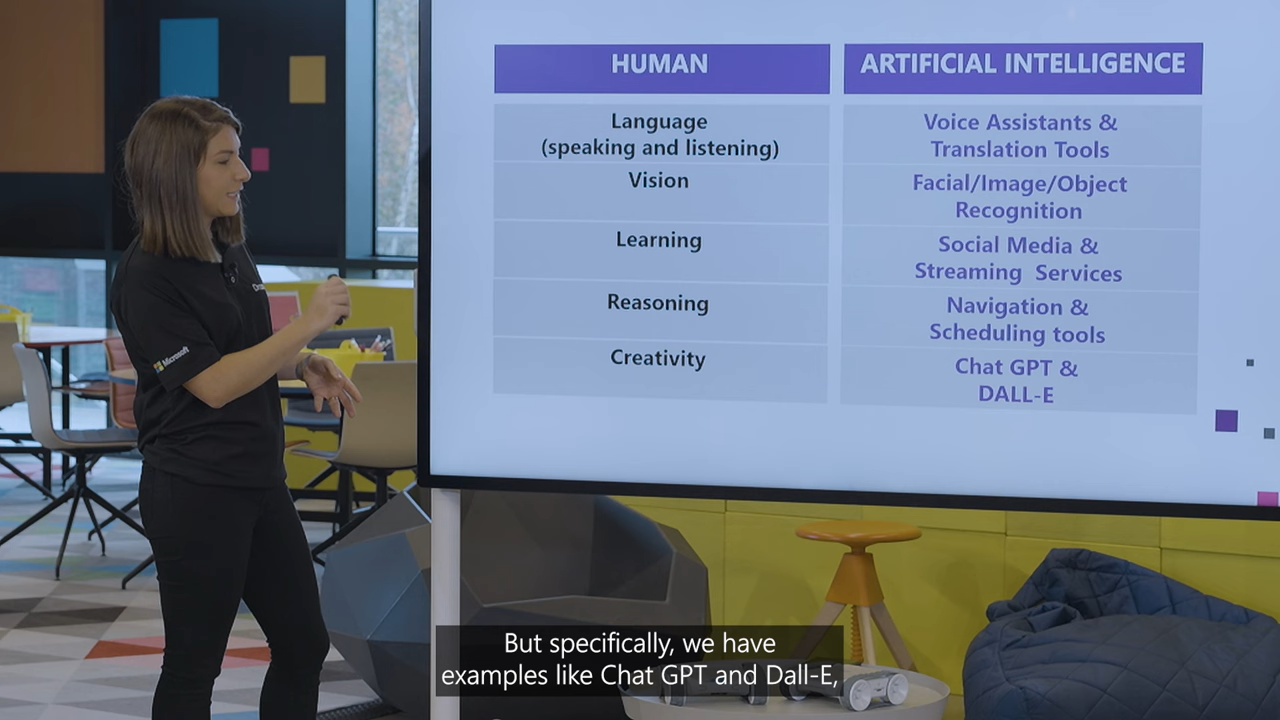 HUMAN
ARTIFICIAL INTELLIGENCE
Language
(speaking and listening)
Voice Assistants &
Translation Tools
Vision
Facial/Image/Object
Recognition
Learning
Social Media &
Streaming Services
Reasoning
Navigation &
Scheduling tools
Creativity
Chat GPT &
DALL-E
Microsoft
But specifically, we have
examples like Chat GPT and Dall-E,